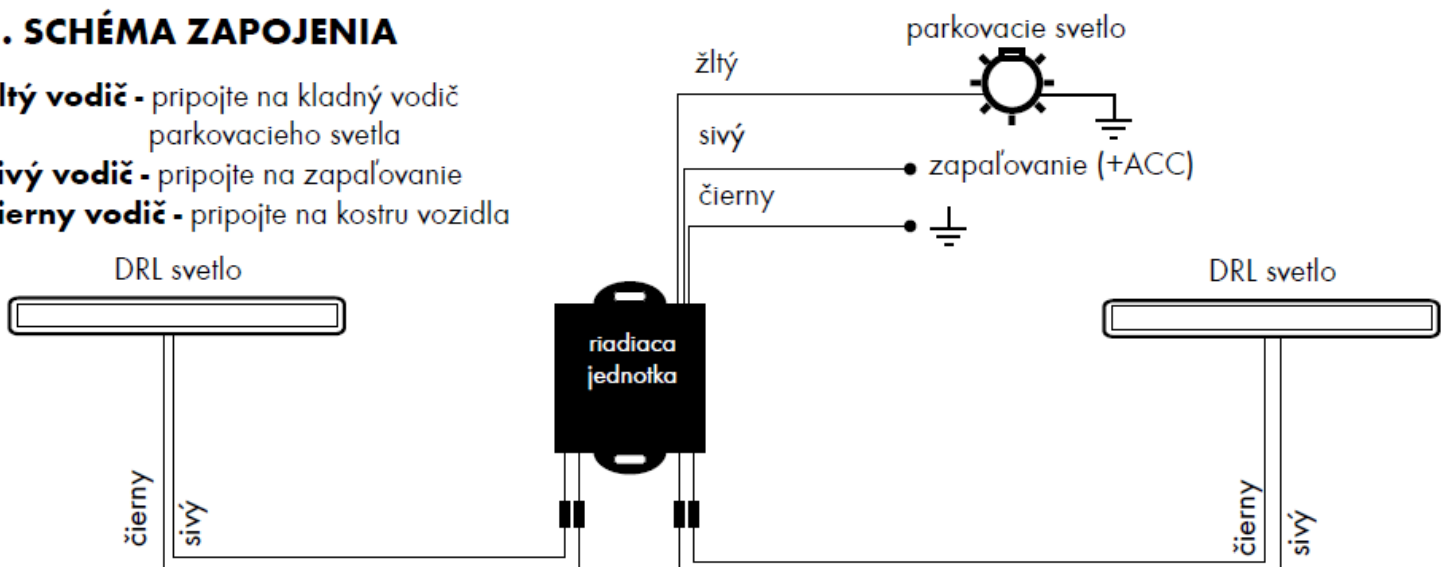 . SCHÉMA ZAPOJENIA
ltý vodič - pripojte na kladný vodič
parkovacieho svetla
ivý vodič - pripojte na zapaľovanie
ierny vodič - pripojte na kostru vozidla
parkovacie svetlo
žltý
sivý
zapaľovanie (+ACC)
čierny
DRL svetlo
DRL svetlo
riadiaca
jednotka
čierny
sivý
čierny
sivý